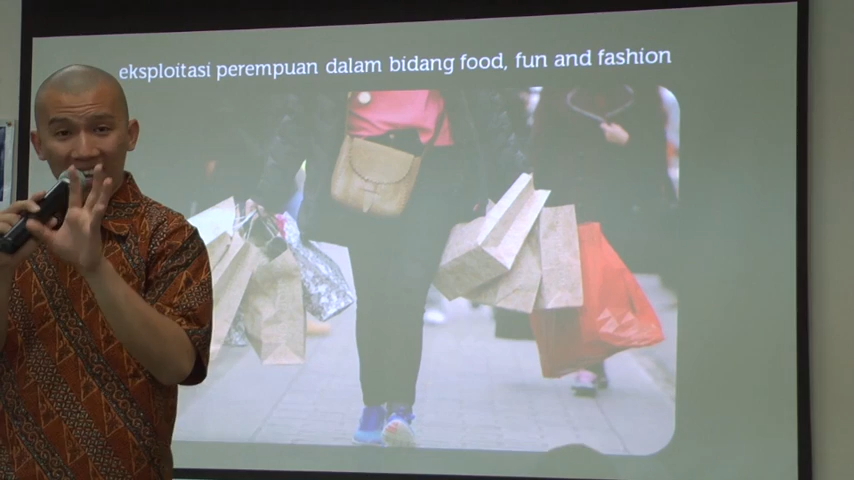 eksploitasi perempuan dalam bidang food, fun and fashion